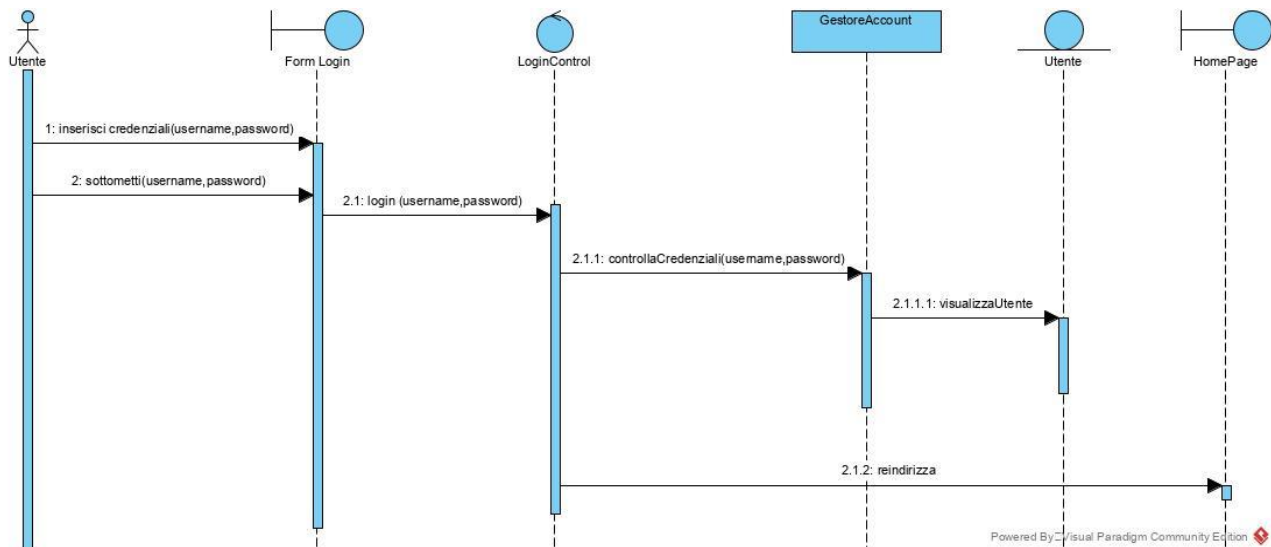 GestoreAccount
Utente
Form Login
LoginControl
Utente
HomePage
1: inserisci credenziali(username,password)
2: sottometti(username,password)
2.1: login (username,password)
2.1.1: controllaCredenziali(username,password)
2.1.1.1: visualizzaUtente
2.1.2: reindirizza
Powered By Visual Paradigm Community Edition